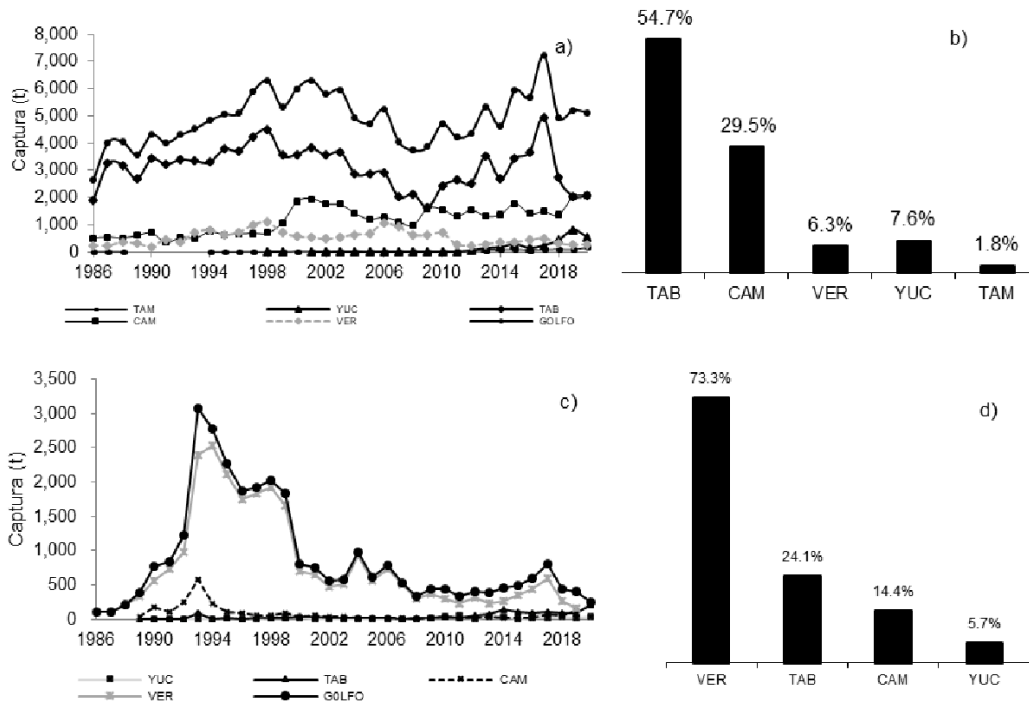 a)
Captura (t)
8,000
7,000
6,000
5,000
4,000
3,000
2,000
1,000
0
1986 1990 1994 1998 2002 2006 2010 2014 2018
TAM YUC TAB
CAM VER GOLFO
b)
54.7%
29.5%
6.3%
7.6%
1.8%
TAB CAM VER YUC TAM
c)
Captura (t)
3,500
3,000
2,500
2,000
1,500
1,000
500
0
1986 1990 1994 1998 2002 2006 2010 2014 2018
YUC TAB CAM
VER GOLFO
d)
73.3%
24.1%
14.4%
5.7%
VER TAB CAM YUC